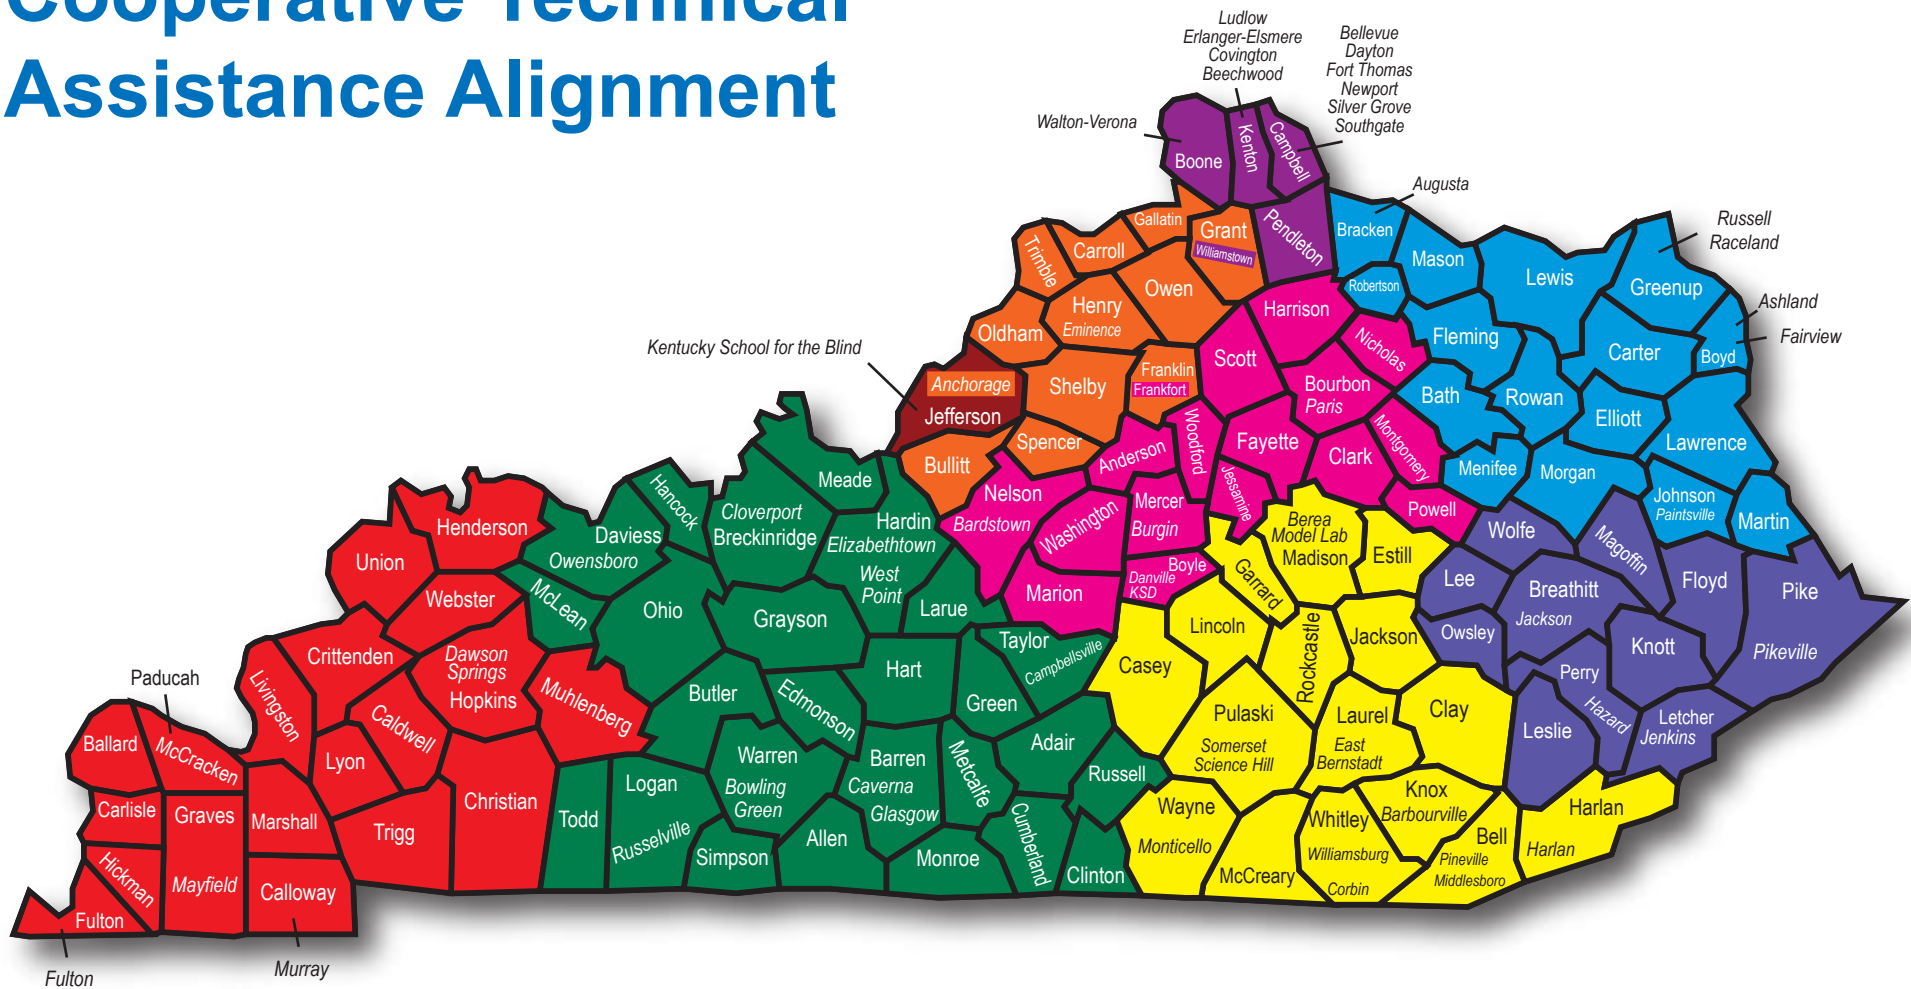 Cooperative Technical
Assistance Alignment
Ludlow
Erlanger-Elsmere
Covington
Beechwood
Bellevue
Dayton
Fort Thomas
Newport
Silver Grove
Southgate
Walton-Verona
Boone
Kenton
Campbell
Augusta
Russell
Raceland
Ashland
Fairview
Kentucky School for the Blind
Gallatin
Grant
Williamstown
Pendleton
Bracken
Mason
Lewis
Greenup
Trimble
Carroll
Owen
Harrison
Robertson
Henry
Eminence
Oldham
Fleming
Carter
Boyd
Nicholas
Scott
Franklin
Frankfort
Shelby
Anchorage
Jefferson
Bourbon
Paris
Bath
Rowan
Elliott
Lawrence
Spencer
Bullitt
Anderson
Woodford
Fayette
Clark
Montgomery
Menifee
Morgan
Johnson
Paintsville
Martin
Meade
Hancock
Cloverport
Breckinridge
Hardin
Elizabethtown
West
Point
Nelson
Bardstown
Washington
Mercer
Burgin
Jessamine
Powell
Wolfe
Magoffin
Floyd
Pike
Pikeville
Henderson
Union
Daviess
Owensboro
Webster
McLean
Ohio
Grayson
Larue
Marion
Boyle
Danville
KSD
Garrard
Berea
Model Lab
Madison
Estill
Lee
Breathitt
Jackson
Owsley
Knott
Perry
Hazard
Letcher
Jenkins
Leslie
Crittenden
Livingston
Paducah
Ballard
McCracken
Dawson
Springs
Hopkins
Caldwell
Lyon
Muhlenberg
Butler
Edmonson
Hart
Green
Taylor
Campbellsville
Casey
Lincoln
Rockcastle
Jackson
Pulaski
Somerset
Science Hill
Laurel
East
Bernstadt
Clay
Adair
Russell
Metcalfe
Barren
Caverna
Glasgow
Warren
Bowling
Green
Logan
Russelville
Todd
Christian
Trigg
Carlisle
Graves
Mayfield
Marshall
Calloway
Hickman
Fulton
Fulton
Murray
Simpson
Allen
Monroe
Cumberland
Clinton
Wayne
Monticello
McCreary
Whitley
Williamsburg
Corbin
Knox
Barbourville
Bell
Pineville
Middlesboro
Harlan
Harlan